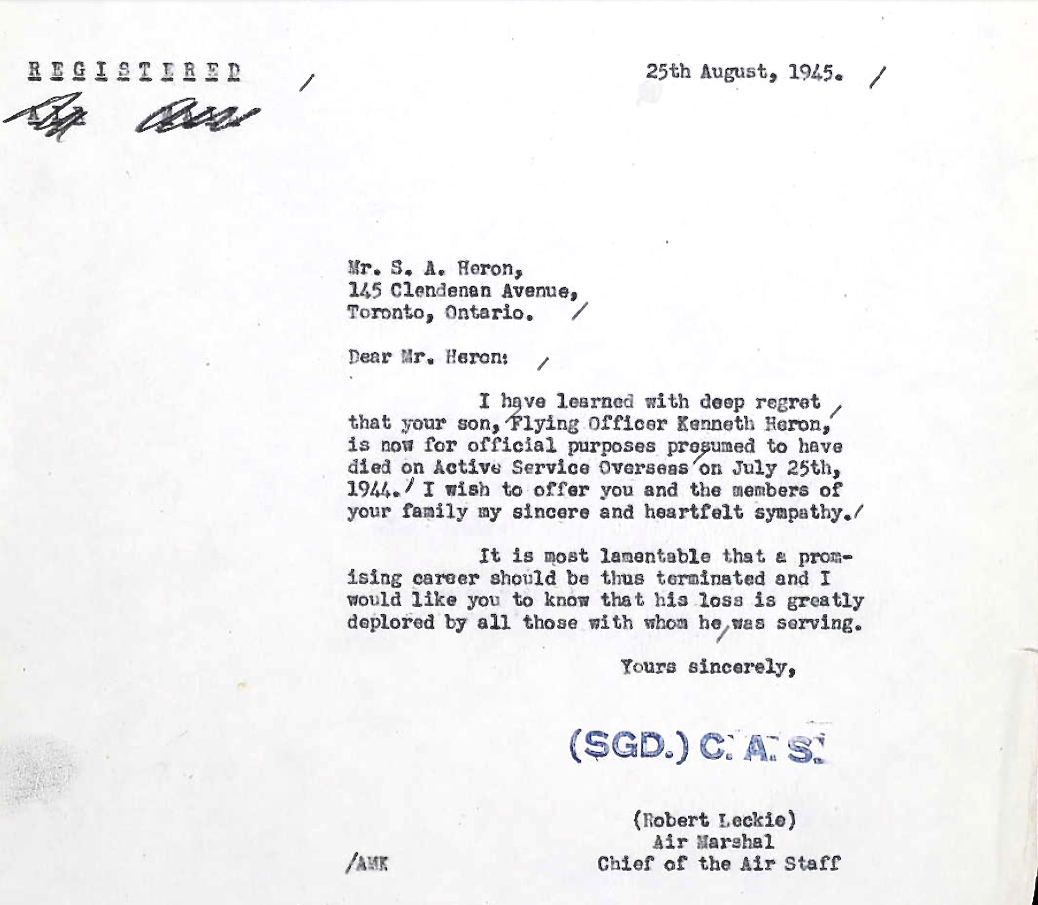 REGISTERED
25th August, 1945.
Mr. S. A. Heron,
145 Clendenan Avenue,
Toronto, Ontario.
Dear Mr. Heron:
I have learned with deep regret
that your son, Flying Officer Kenneth Heron,
is now for official purposes presumed to have
died on Active Service Overseas on July 25th,
1944. I wish to offer you and the members of
your family my sincere and heartfelt sympathy.
It is most lamentable that a prom-
ising career should be thus terminated and I
would like you to know that his loss is greatly
deplored by all those with whom he was serving.
Yours sincerely,
(SGD.) C. A. S.
(Robert Leckie)
Air Marshal
/AMK
Chief of the Air Staff